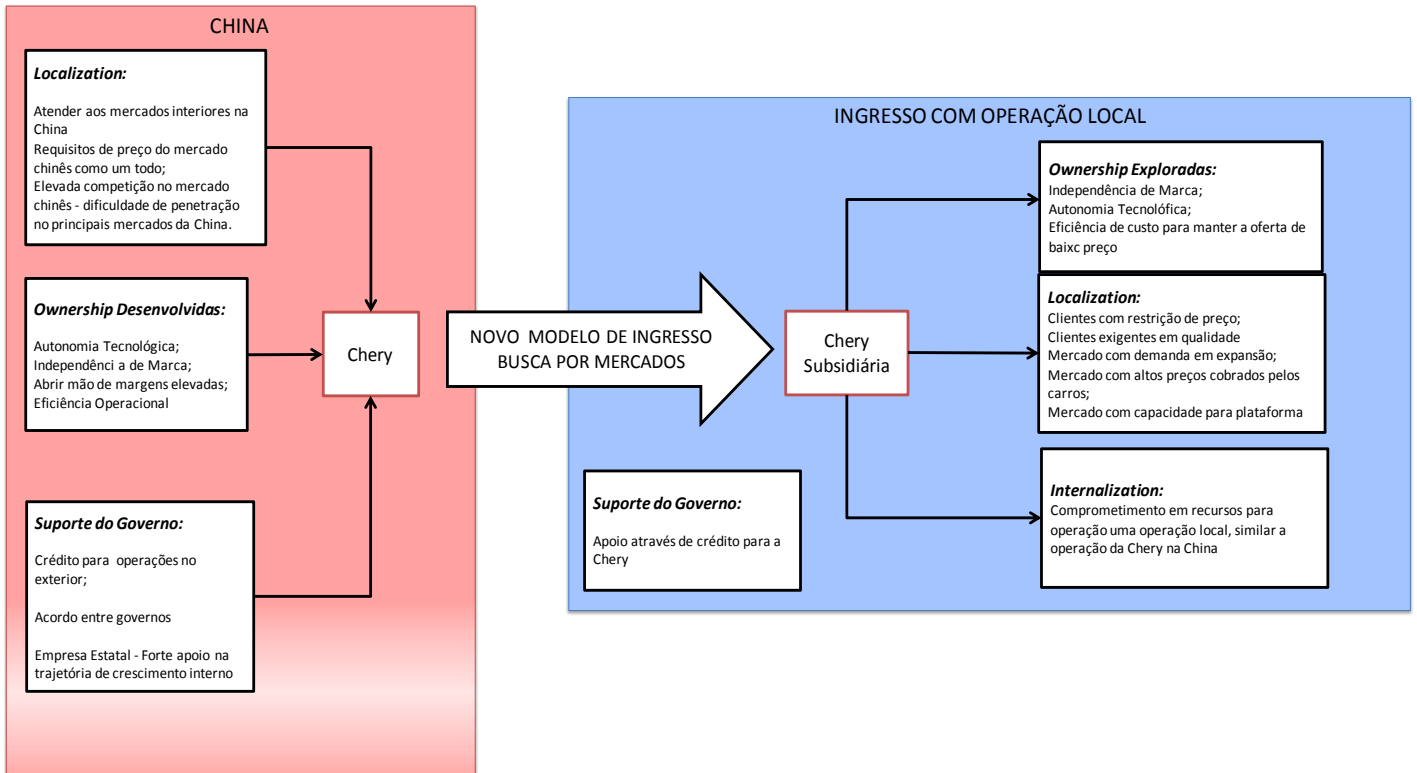 CHINA
Localization:
Atender aos mercados interiores na
China
Requisitos de preço do mercado
chinês como um todo;
Elevada competição no mercado
chinês - dificuldade de penetração
no principais mercados da China.
Ownership Desenvolvidas:
Autonomia Tecnológica;
Independênci a de Marca;
Abrir mão de margens elevadas;
Eficiência Operacional
Suporte do Governo:
Crédito para operações no
exterior;
Acordo entre governos
Empresa Estatal - Forte apoio na
trajetória de crescimento interno
Chery
NOVO MODELO DE INGRESSO
BUSCA POR MERCADOS
INGRESSO COM OPERAÇÃO LOCAL
Chery
Subsidiária
Suporte do Governo:
Apoio através de crédito para a
Chery
Ownership Exploradas:
Independência de Marca;
Autonomia Tecnolófica;
Eficiência de custo para manter a oferta de
baixc preço
Localization:
Clientes com restrição de preço;
Clientes exigentes em qualidade
Mercado com demanda em expansão;
Mercado com altos preços cobrados pelos
carros;
Mercado com capacidade para plataforma
Internalization:
Comprometimento em recursos para
operação uma operação local, similar a
operação da Chery na China